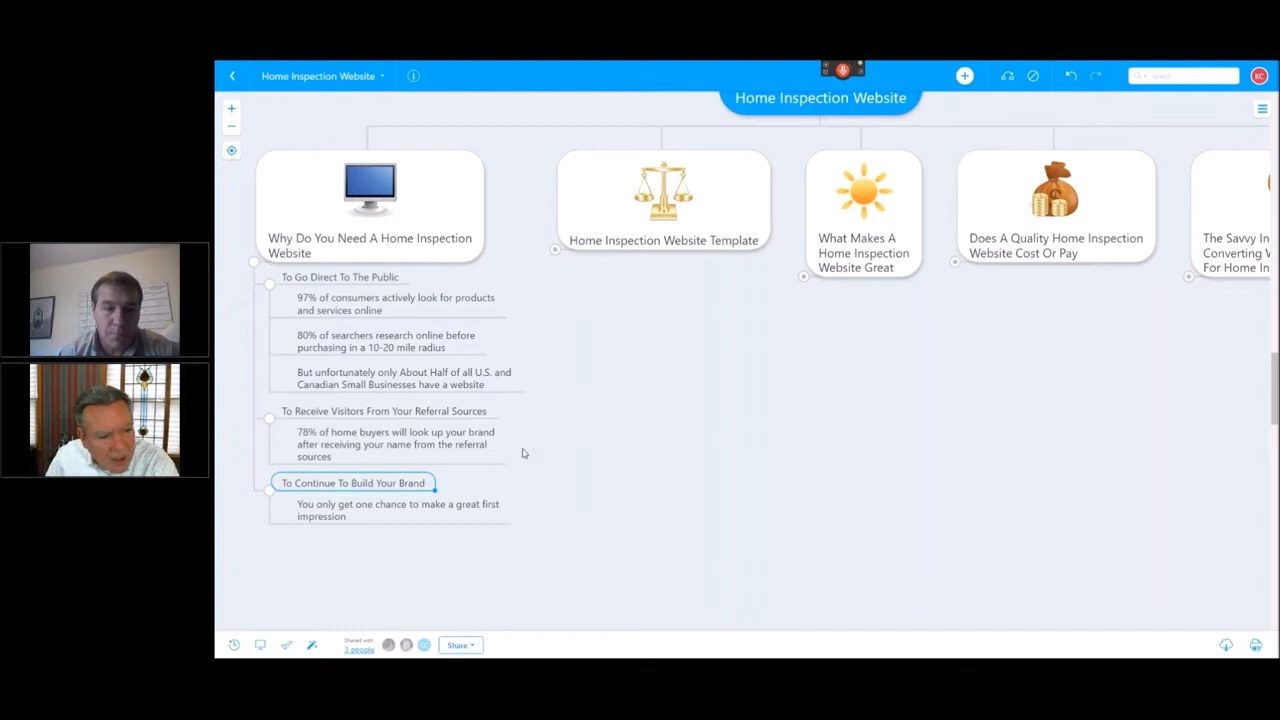 Home Inspection Website
Search
KC
Home Inspection Website
Why Do You Need A Home Inspection
Website
Home Inspection Website Template
What Makes A
Home Inspection
Website Great
Does A Quality Home Inspection
Website Cost Or Pay
The Savvy In
Converting W
For Home In
To Go Direct To The Public
97% of consumers actively look for products
and services online
80% of searchers research online before
purchasing in a 10-20 mile radius
But unfortunately only About Half of all U.S. and
Canadian Small Businesses have a website
To Receive Visitors From Your Referral Sources
78% of home buyers will look up your brand
after receiving your name from the referral
sources
To Continue To Build Your Brand
You only get one chance to make a great first
impression
Shared with
3 people
Share